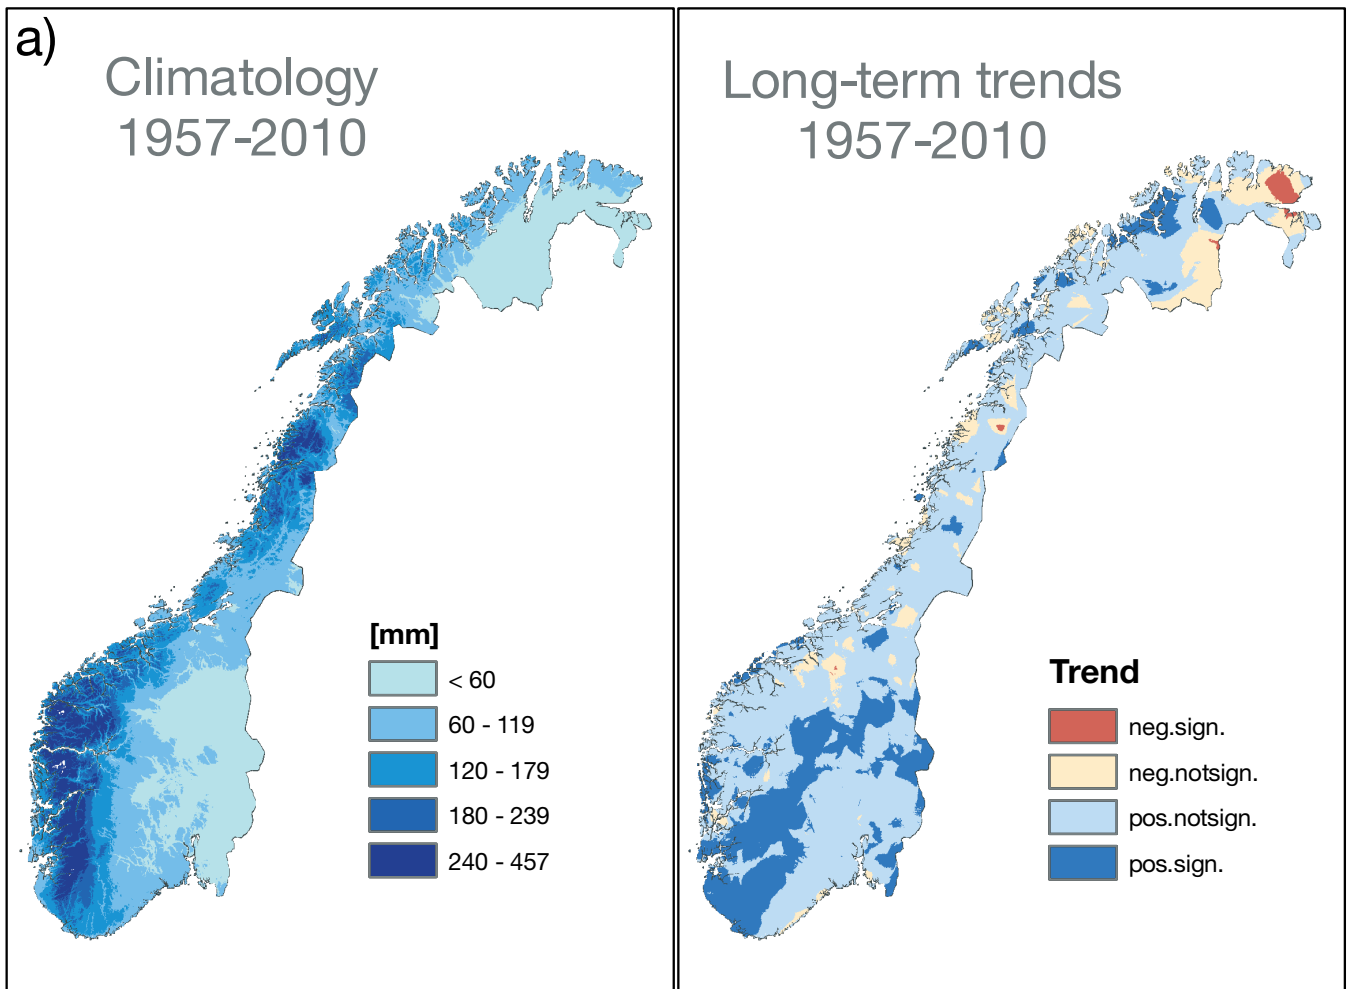 a)
Climatology
1957-2010
[mm]
< 60
60 - 119
120 - 179
180 - 239
240 - 457
Long-term trends
1957-2010
Trend
neg.sign.
neg.notsign.
pos.notsign.
pos.sign.